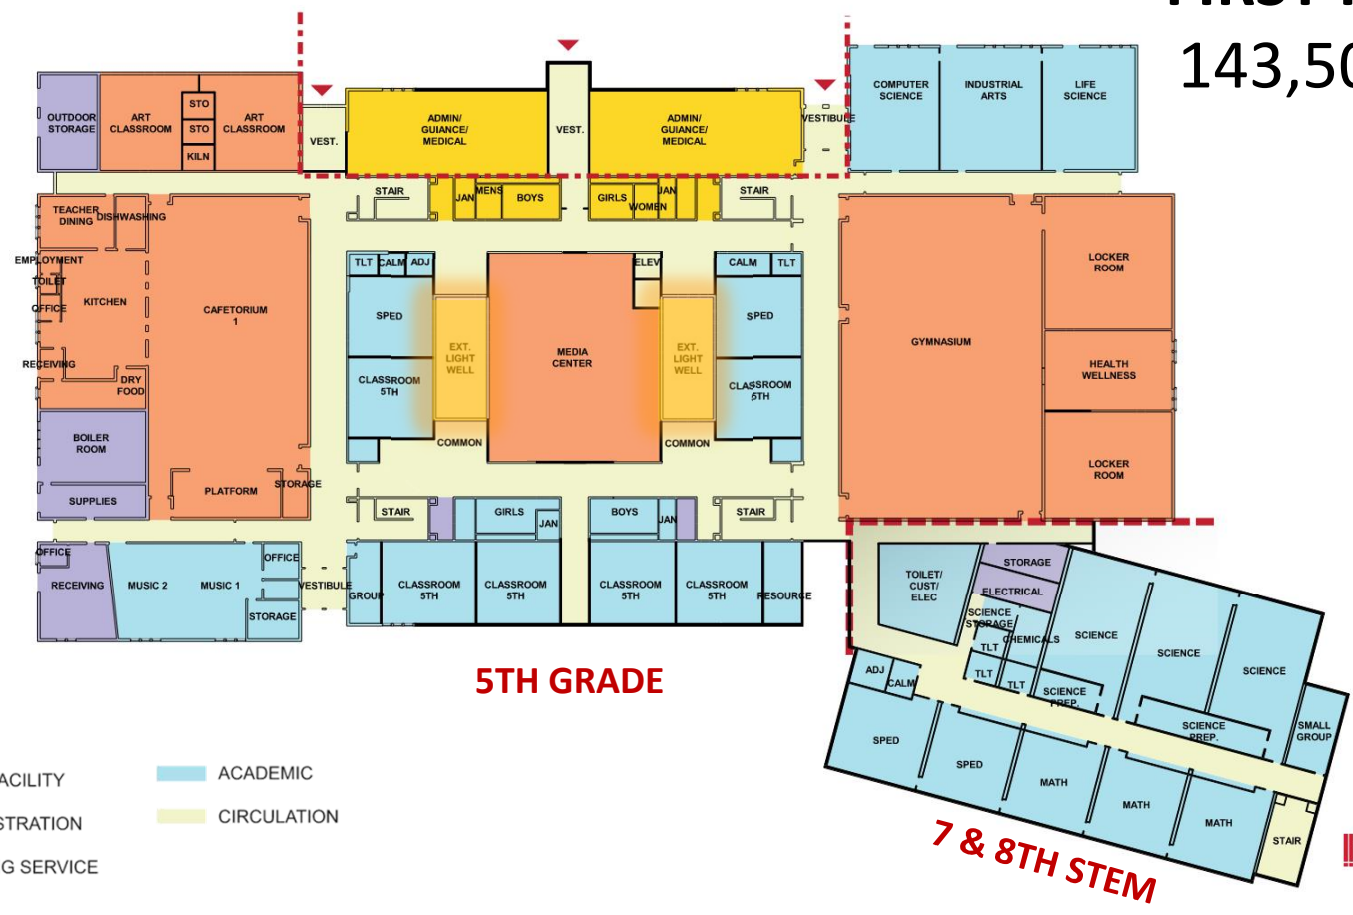 143,50
OUTDOOR
STORAGE
ART
CLASSROOM
STO
STO
KILN
ART
CLASSROOM
VEST.
ADMIN/
GUIANCE/
MEDICAL
VEST.
ADMIN/
GUIANCE/
MEDICAL
VESTIBULE
COMPUTER
SCIENCE
INDUSTRIAL
ARTS
LIFE
SCIENCE
STAIR
JAN
MENS
BOYS
GIRLS
WOMEN
JAN
STAIR
TEACHER
DINING
DISHWASHING
EMPLOYMENT
TOILET
OFFICE
KITCHEN
RECEIVING
DRY
FOOD
CAFETORIUM
1
BOILER
ROOM
SUPPLIES
PLATFORM
STORAGE
TLT
CALM
ADJ
SPED
CLASSROOM
5TH
EXT.
LIGHT
WELL
COMMON
MEDIA
CENTER
ELEV
EXT.
LIGHT
WELL
COMMON
CALM
TLT
SPED
CLASSROOM
5TH
GYMNASIUM
LOCKER
ROOM
HEALTH
WELLNESS
LOCKER
ROOM
STAIR
GIRLS
JAN
BOYS
JAN
STAIR
OFFICE
RECEIVING
MUSIC 2
MUSIC 1
OFFICE
STORAGE
VESTIBULE
GROUP
CLASSROOM
5TH
CLASSROOM
5TH
CLASSROOM
5TH
CLASSROOM
5TH
RESOURCE
5TH GRADE
TOILET/
CUST/
ELEC
STORAGE
ELECTRICAL
SCIENCE
STORAGE
CHEMICALS
TLT
TLT
TLT
SCIENCE
PREP.
SCIENCE
SCIENCE
SCIENCE
SCIENCE
PREP.
SMALL
GROUP
ADJ
CALM
SPED
SPED
MATH
MATH
MATH
STAIR
7 & 8TH STEM
ACILITY
STRATION
G SERVICE
ACADEMIC
CIRCULATION